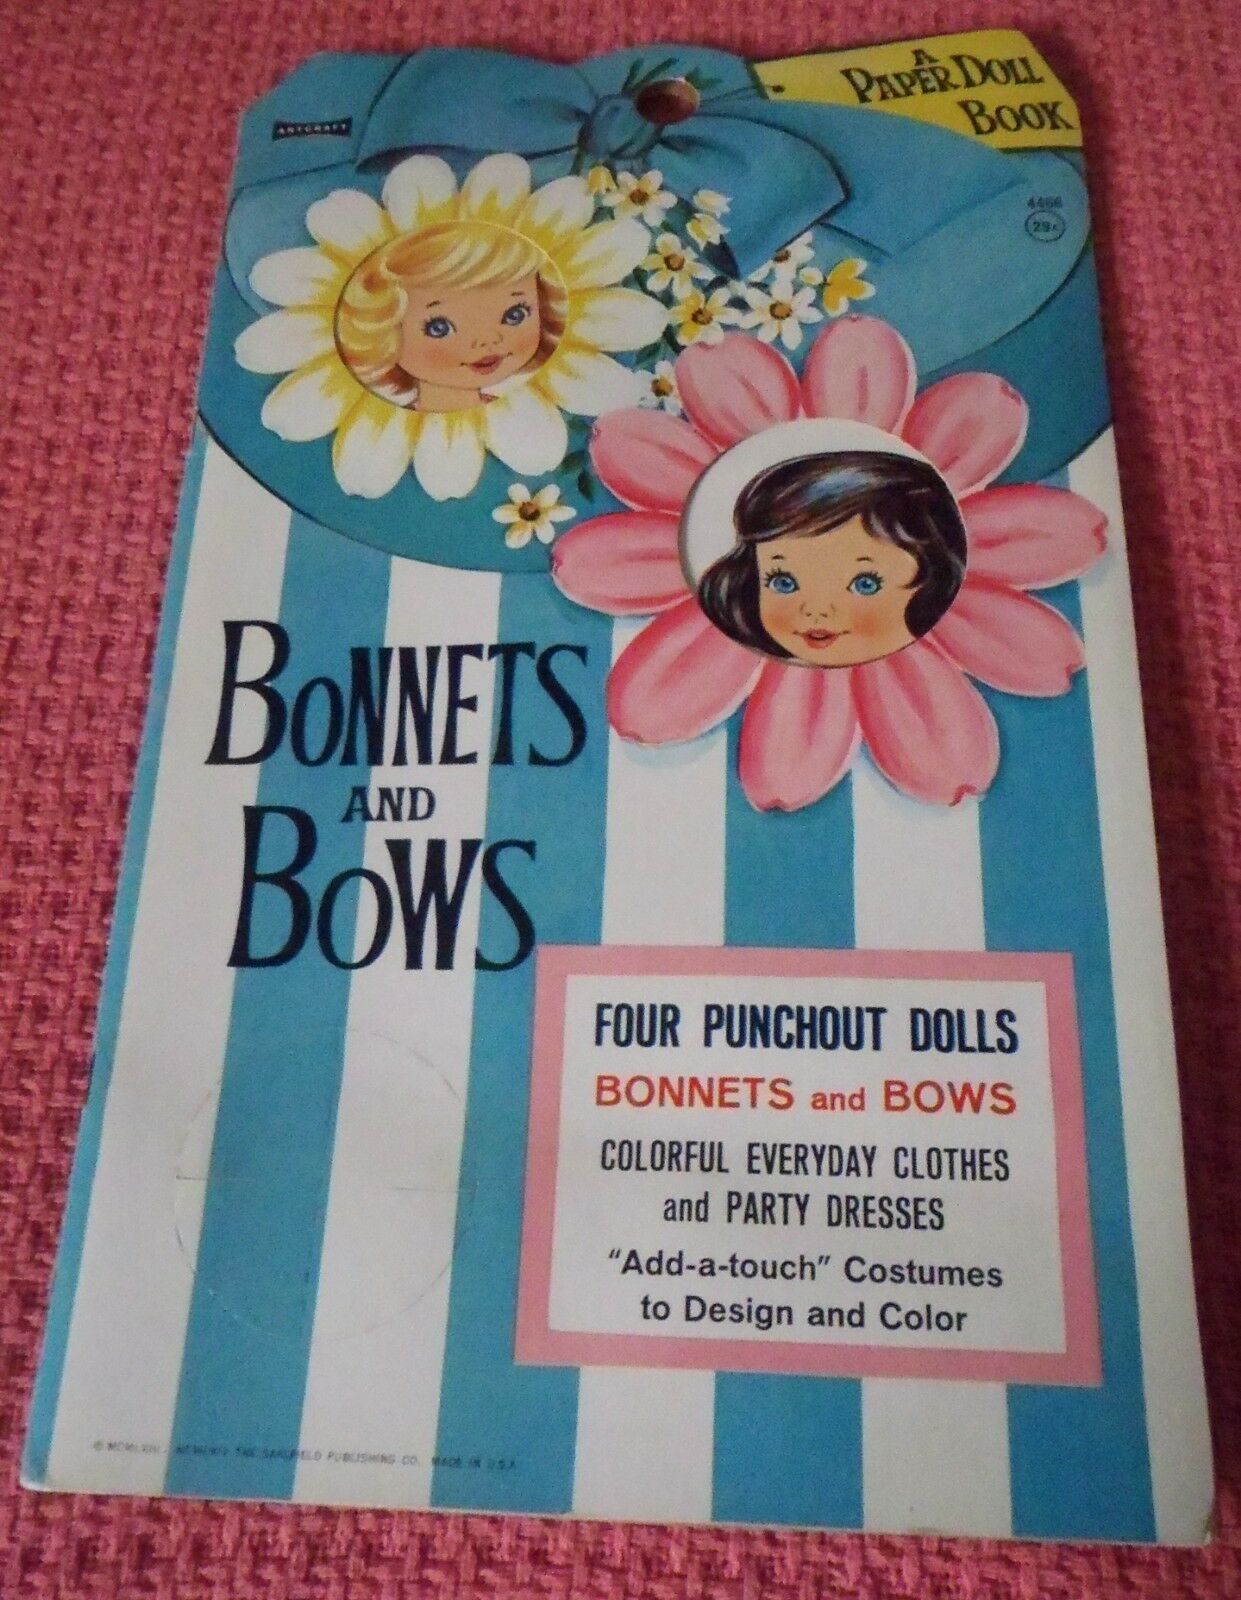 A
PAPER DOLL
BOOK
ARTCRAFT
4466
29¢
BONNETS
AND
BOWS
FOUR PUNCHOUT DOLLS
BONNETS and BOWS
COLORFUL EVERYDAY CLOTHES
and PARTY DRESSES
"Add-a-touch" Costumes
to Design and Color
THE SAALFIELD PUBLISHING CO. MADE IN U.S.A.